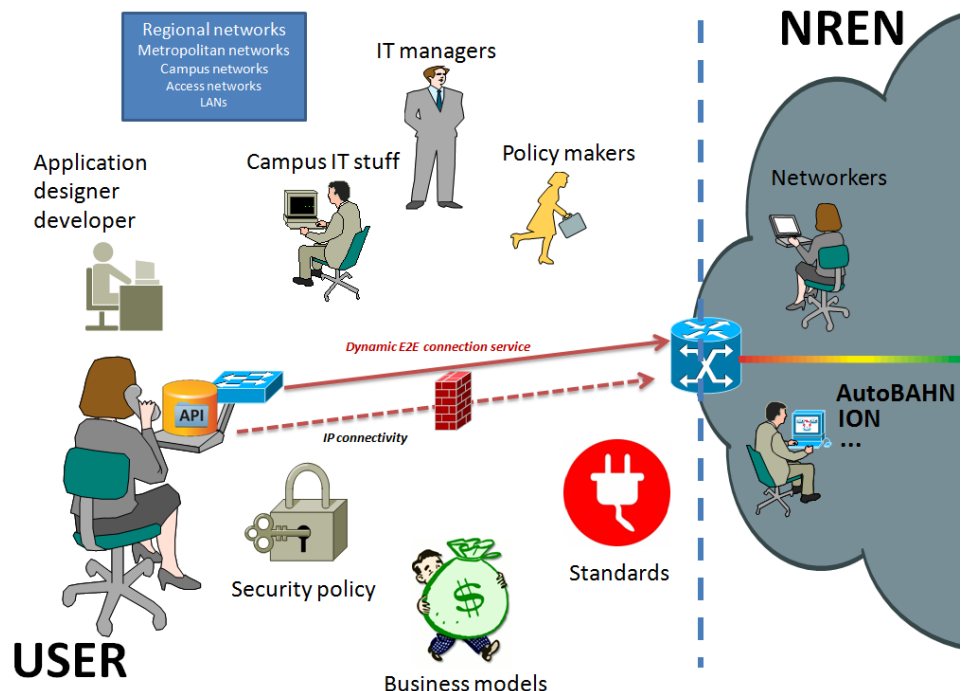 Regional networks
Metropolitan networks
Campus networks
Access networks
LANs
IT managers
NREN
Application
designer
developer
Campus IT stuff
Policy makers
Networkers
Dynamic E2E connection service
API
IP connectivity
AutoBAHN
ION
...
Security policy
$
Standards
USER
Business models